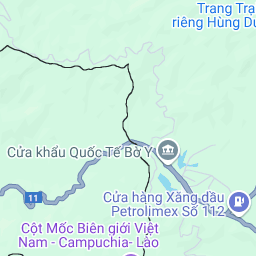 Trang Tra
riêng Hùng Dũ
Cửa khẩu Quốc Tế Bờ Y
11
Cửa hàng Xăng dầu
Petrolimex Số 112
Cột Mốc Biên giới Việt
Nam - Campuchia- Lào